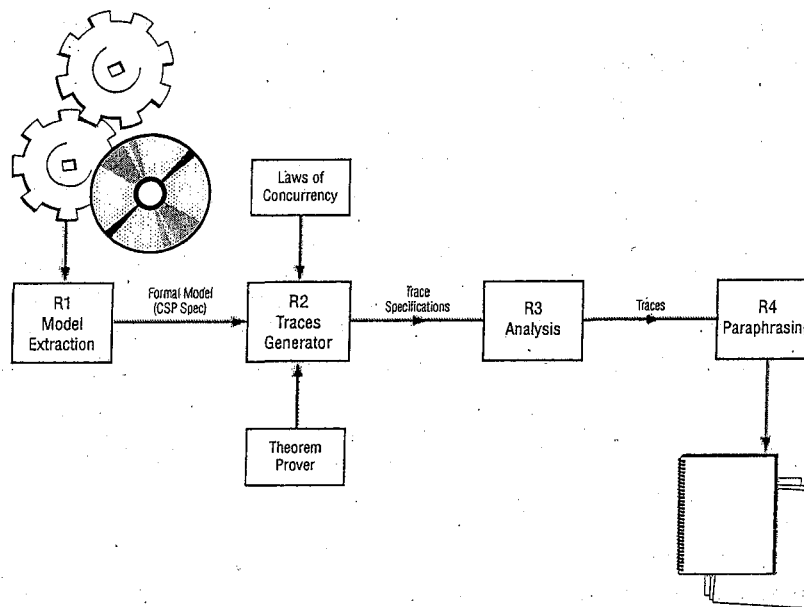 Laws of
Concurrency
R1
Model
Extraction
Formal Model
(CSP Spec)
R2
Traces
Generator
Trace
Specifications
R3
Analysis
Traces
R4
Paraphrasin
Theorem
Prover